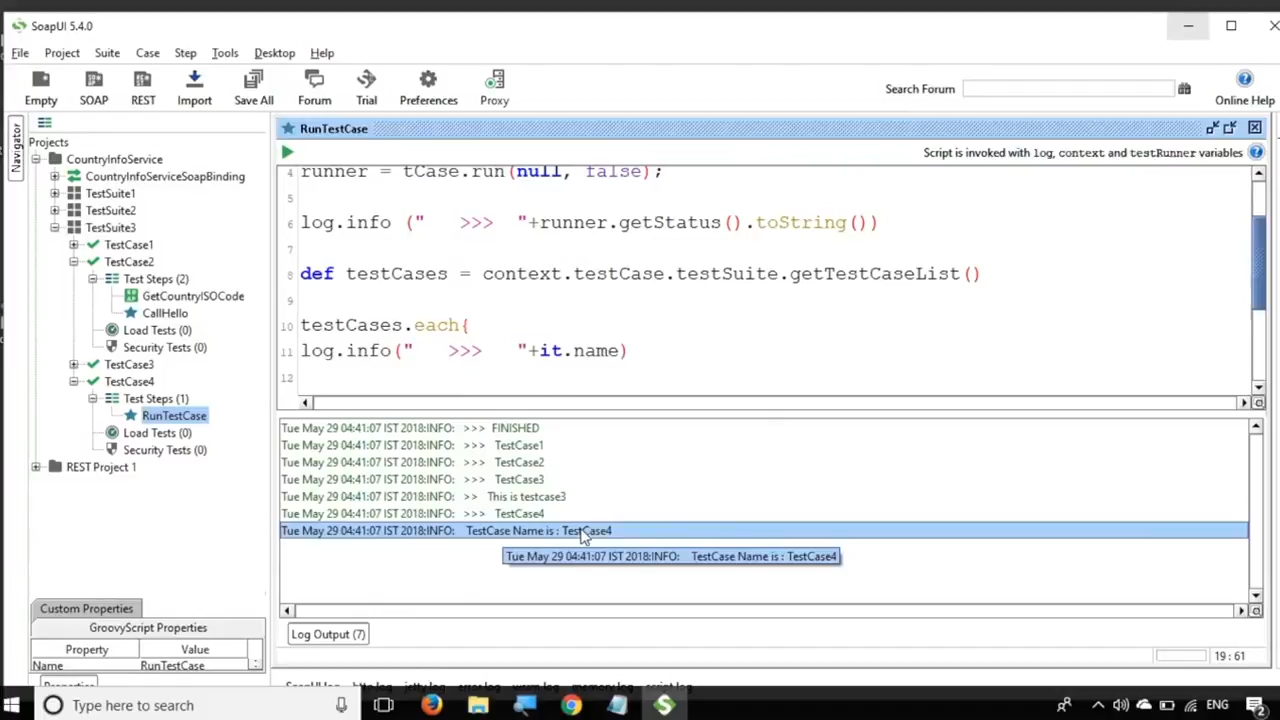 SoapUI 5.4.0
File Project Suite Case Step Tools Desktop Help
Empty SOAP REST Import Save All Forum Trial Preferences Proxy
Search Forum
Online Help
Navigator
Projects
CountryInfoService
CountryInfoServiceSoapBinding
TestSuite1
TestSuite2
TestSuite3
TestCase1
TestCase2
Test Steps (2)
GetCountryISOCode
CallHello
Load Tests (0)
Security Tests (0)
TestCase3
TestCase4
Test Steps (1)
RunTestCase
Load Tests (0)
Security Tests (0)
REST Project 1
Custom Properties
GroovyScript Properties
Property Value
Name RunTestCase
RunTestCase
Script is invoked with log, context and testRunner variables
4 runner = tCase.run(null, false);
5
6 log.info (" >>> "+runner.getStatus().toString())
7
8 def testCases = context.testCase.testSuite.getTestCaseList()
9
10 testCases.each{
11 log.info(" >>> "+it.name)
12
Tue May 29 04:41:07 IST 2018:INFO: >>> FINISHED
Tue May 29 04:41:07 IST 2018:INFO: >>> TestCase1
Tue May 29 04:41:07 IST 2018:INFO: >>> TestCase2
Tue May 29 04:41:07 IST 2018:INFO: >>> TestCase3
Tue May 29 04:41:07 IST 2018:INFO: >> This is testcase3
Tue May 29 04:41:07 IST 2018:INFO: >>> TestCase4
Tue May 29 04:41:07 IST 2018:INFO: TestCase Name is : TestCase4
Tue May 29 04:41:07 IST 2018:INFO: TestCase Name is : TestCase4
Log Output (7)
19 : 61
Type here to search
ENG
2